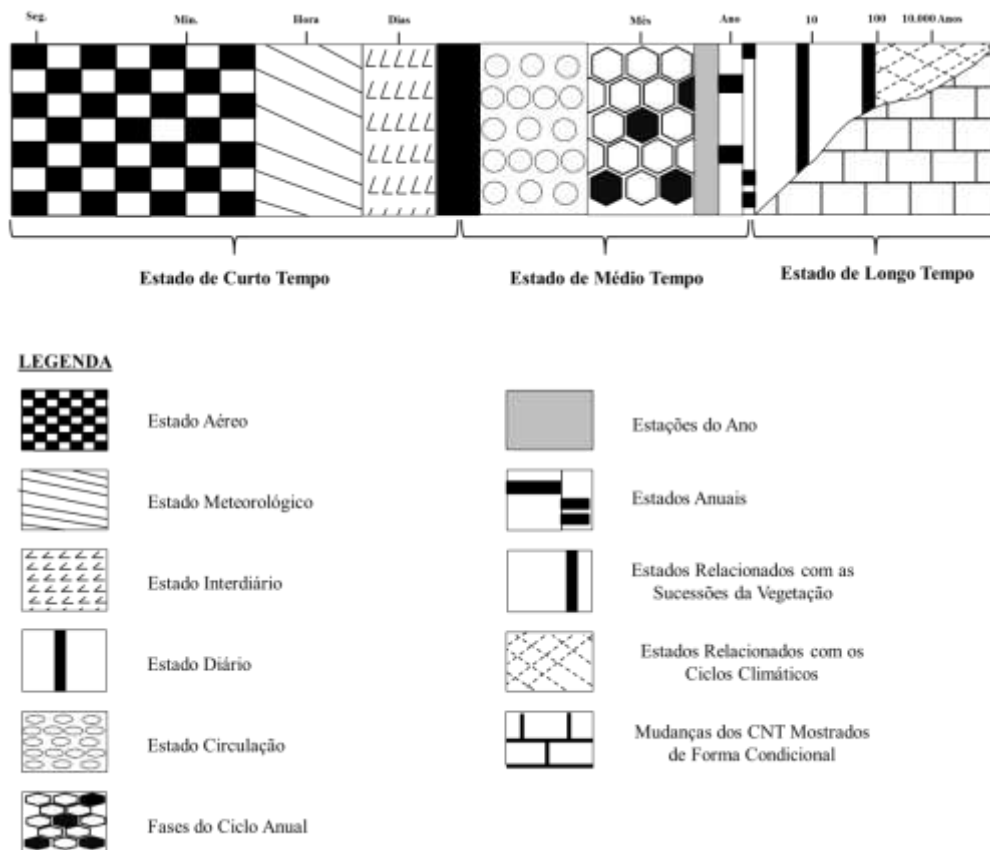 Seg. Min. Hora Dias Mês Ano 10 100 10.000 Anos
Estado de Curto Tempo Estado de Médio Tempo Estado de Longo Tempo
LEGENDA
Estado Aéreo
Estado Meteorológico
Estado Interdiário
Estado Diário
Estado Circulação
Fases do Ciclo Anual
Estações do Ano
Estados Anuais
Estados Relacionados com as
Sucessões da Vegetação
Estados Relacionados com os
Ciclos Climáticos
Mudanças dos CNT Mostrados
de Forma Condicional